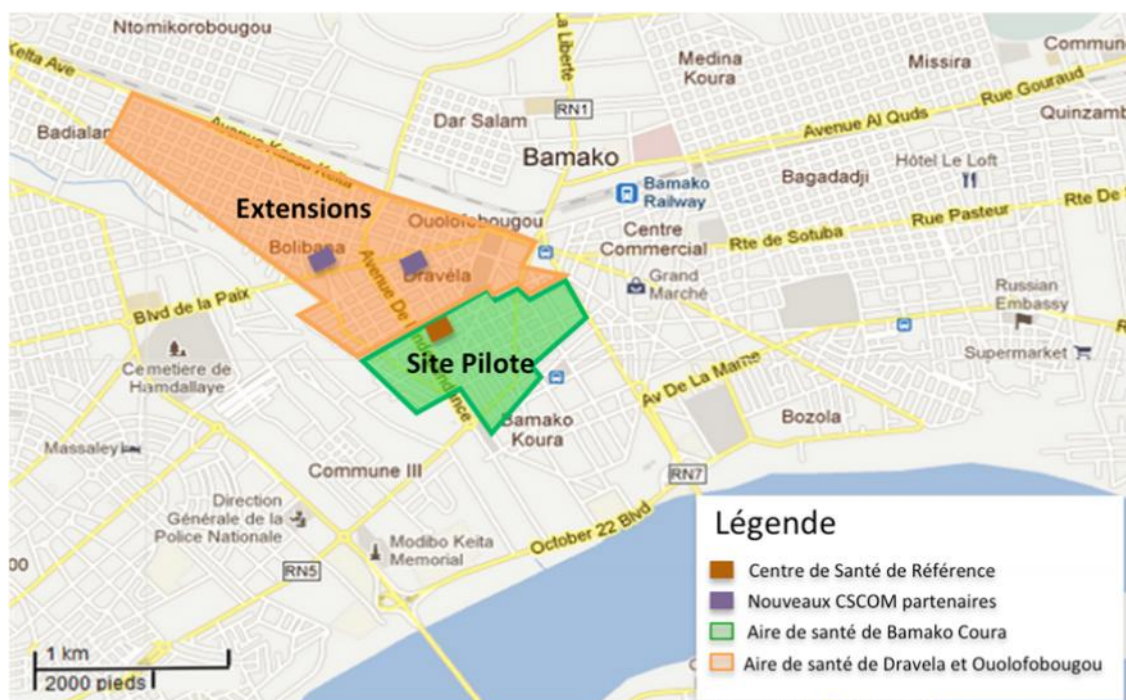 Ntomikorobougou
Keita Ave
La Liberte
Medina
Koura
Missira
Commun
Rue Gouraud
Badialan
Dar Salam
RN1
Avenue Al Quds
Quinzamb
Bamako
Bagadadji
Hôtel Le Loft
Bamako
Railway
Extensions
Ouolofobougou
Centre
Commercial
Rte de Sotuba
Rue Pasteur
Rte De
Bolibana
Dravéla
Grand
Marché
Russian
Embassy
Blvd de la Paix
Site Pilote
Supermarket
Cemetiere de
Hamdallaye
Av De La Marne
Bozola
Bamako
Koura
Massaley
Commune III
RN7
Direction
Générale de la
Police Nationale
Modibo Keita
Memorial
October 22 Blvd
RN5
1 km
2000 pieds
Légende
Centre de Santé de Référence
Nouveaux CSCOM partenaires
Aire de santé de Bamako Coura
Aire de santé de Dravela et Ouolofobougou